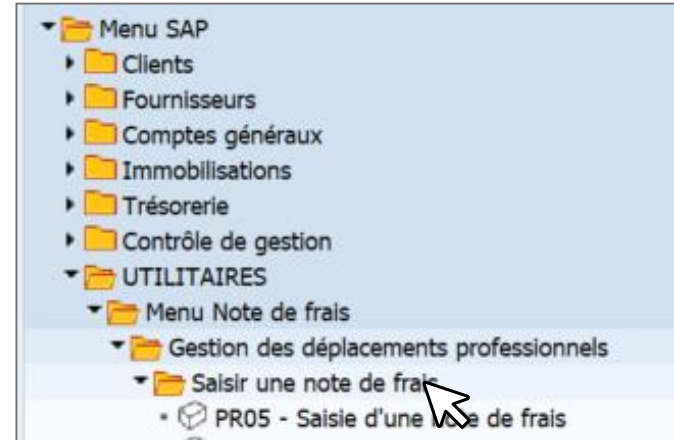 Menu SAP
Clients
Fournisseurs
Comptes généraux
Immobilisations
Trésorerie
Contrôle de gestion
UTILITAIRES
Menu Note de frais
Gestion des déplacements professionnels
Saisir une note de frais
PR05 - Saisie d'une note de frais